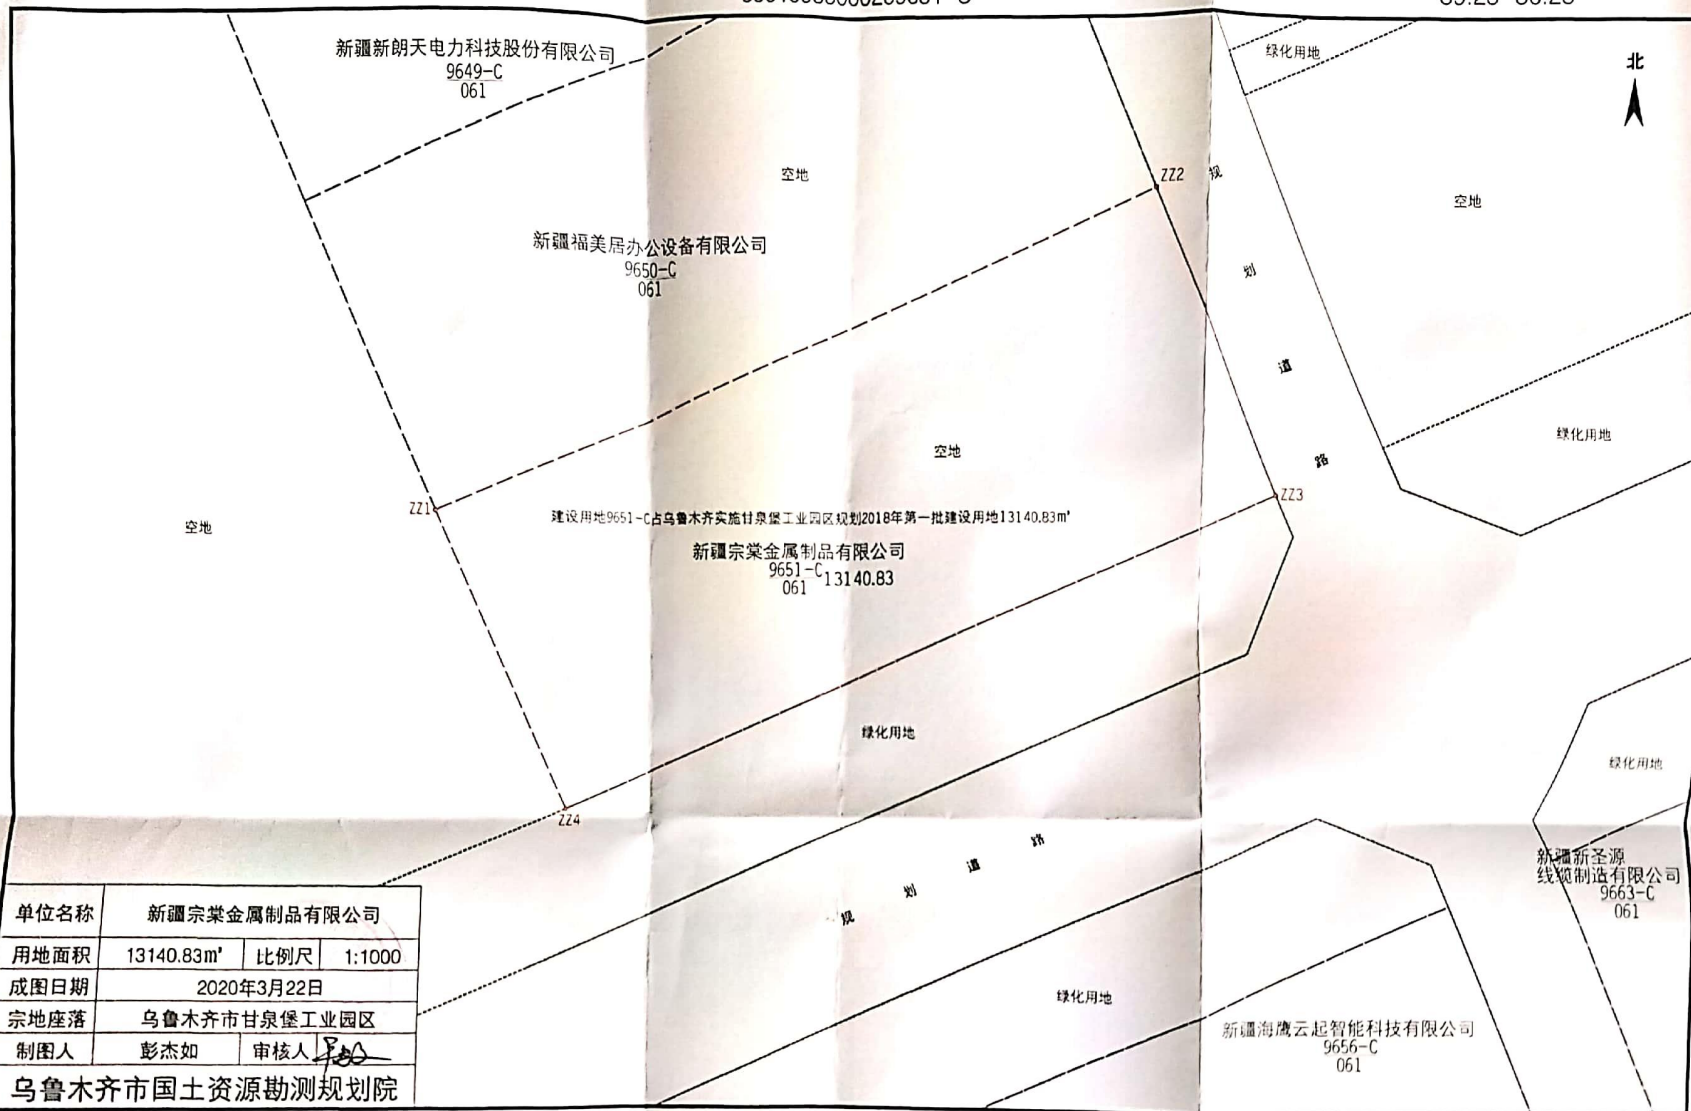 新疆新朗天电力科技股份有限公司
9649-C
061
绿化用地
北
空地
ZZ2
规
空地
新疆福美居办公设备有限公司
9650-C
061
划
道
绿化用地
空地
路
ZZ3
ZZ1
空地
建设用地9651-C占乌鲁木齐实施甘泉堡工业园区规划2018年第一批建设用地13140.83m²
新疆宗棠金属制品有限公司
9651-C 13140.83
061
绿化用地
绿化用地
ZZ4
规 划 道 路
新疆新圣源
线缆制造有限公司
9663-C
061
绿化用地
新疆海鹰云起智能科技有限公司
9656-C
061
单位名称 新疆宗棠金属制品有限公司
用地面积 13140.83m² 比例尺 1:1000
成图日期 2020年3月22日
宗地座落 乌鲁木齐市甘泉堡工业园区
制图人 彭杰如 审核人
乌鲁木齐市国土资源勘测规划院